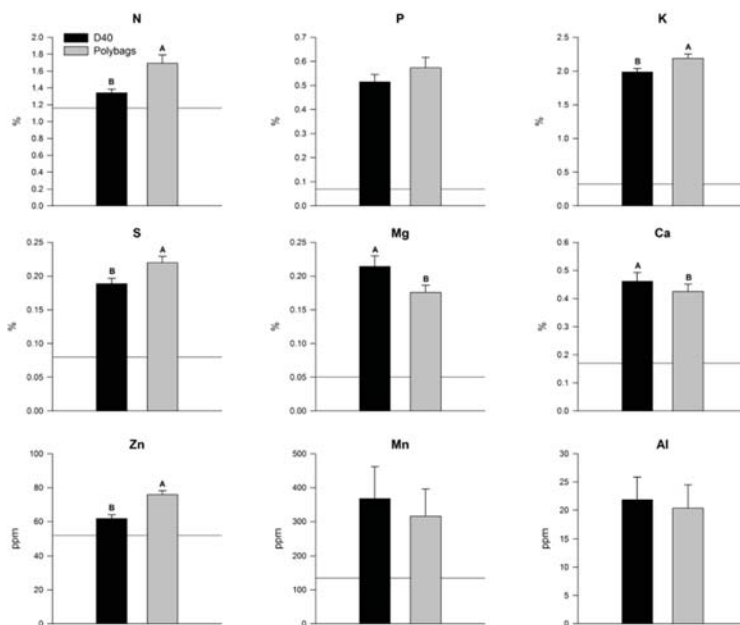 N
P
K
D40
Polybags
2.0
1.8
1.6
1.4
1.2
1.0
0.8
0.6
0.4
0.2
0.0
%
B
A
0.7
0.6
0.5
0.4
0.3
0.2
0.1
0.0
%
2.5
2.0
1.5
1.0
0.5
0.0
%
B
A
S
Mg
Ca
0.25
0.20
0.15
0.10
0.05
0.00
%
B
A
0.25
0.20
0.15
0.10
0.05
0.00
%
A
B
0.6
0.5
0.4
0.3
0.2
0.1
0.0
%
A
B
Zn
Mn
Al
100
80
60
40
20
0
ppm
B
A
500
400
300
200
100
0
ppm
30
25
20
15
10
5
0
ppm